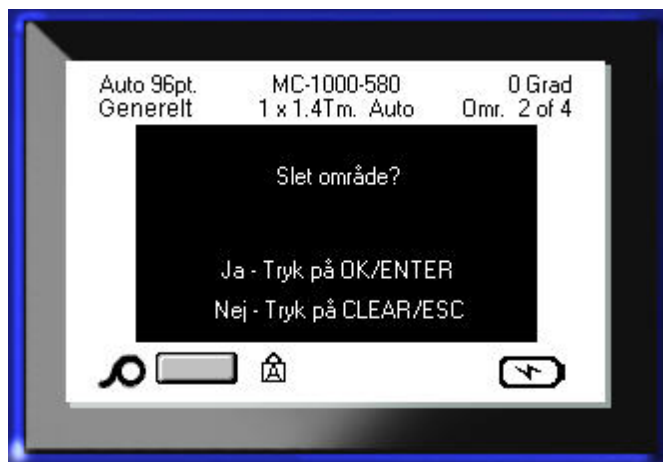 Auto 96pt. MC-1000-580 0 Grad
Generelt 1 x 1.4Tm. Auto Omr. 2 of 4
Slet område?
Ja - Tryk på OK/ENTER
Nej - Tryk på CLEAR/ESC
A